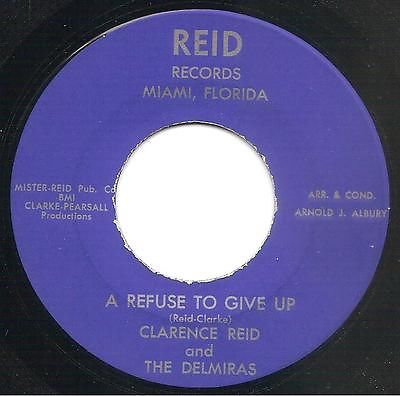 REID
RECORDS
MIAMI, FLORIDA
MISTER-REID Pub. Co
BMI
CLARKE-PEARSALL
Productions
ARR. & COND.
ARNOLD J. ALBURY
A REFUSE TO GIVE UP
(Reid-Clarke)
CLARENCE REID
and
THE DELMIRAS